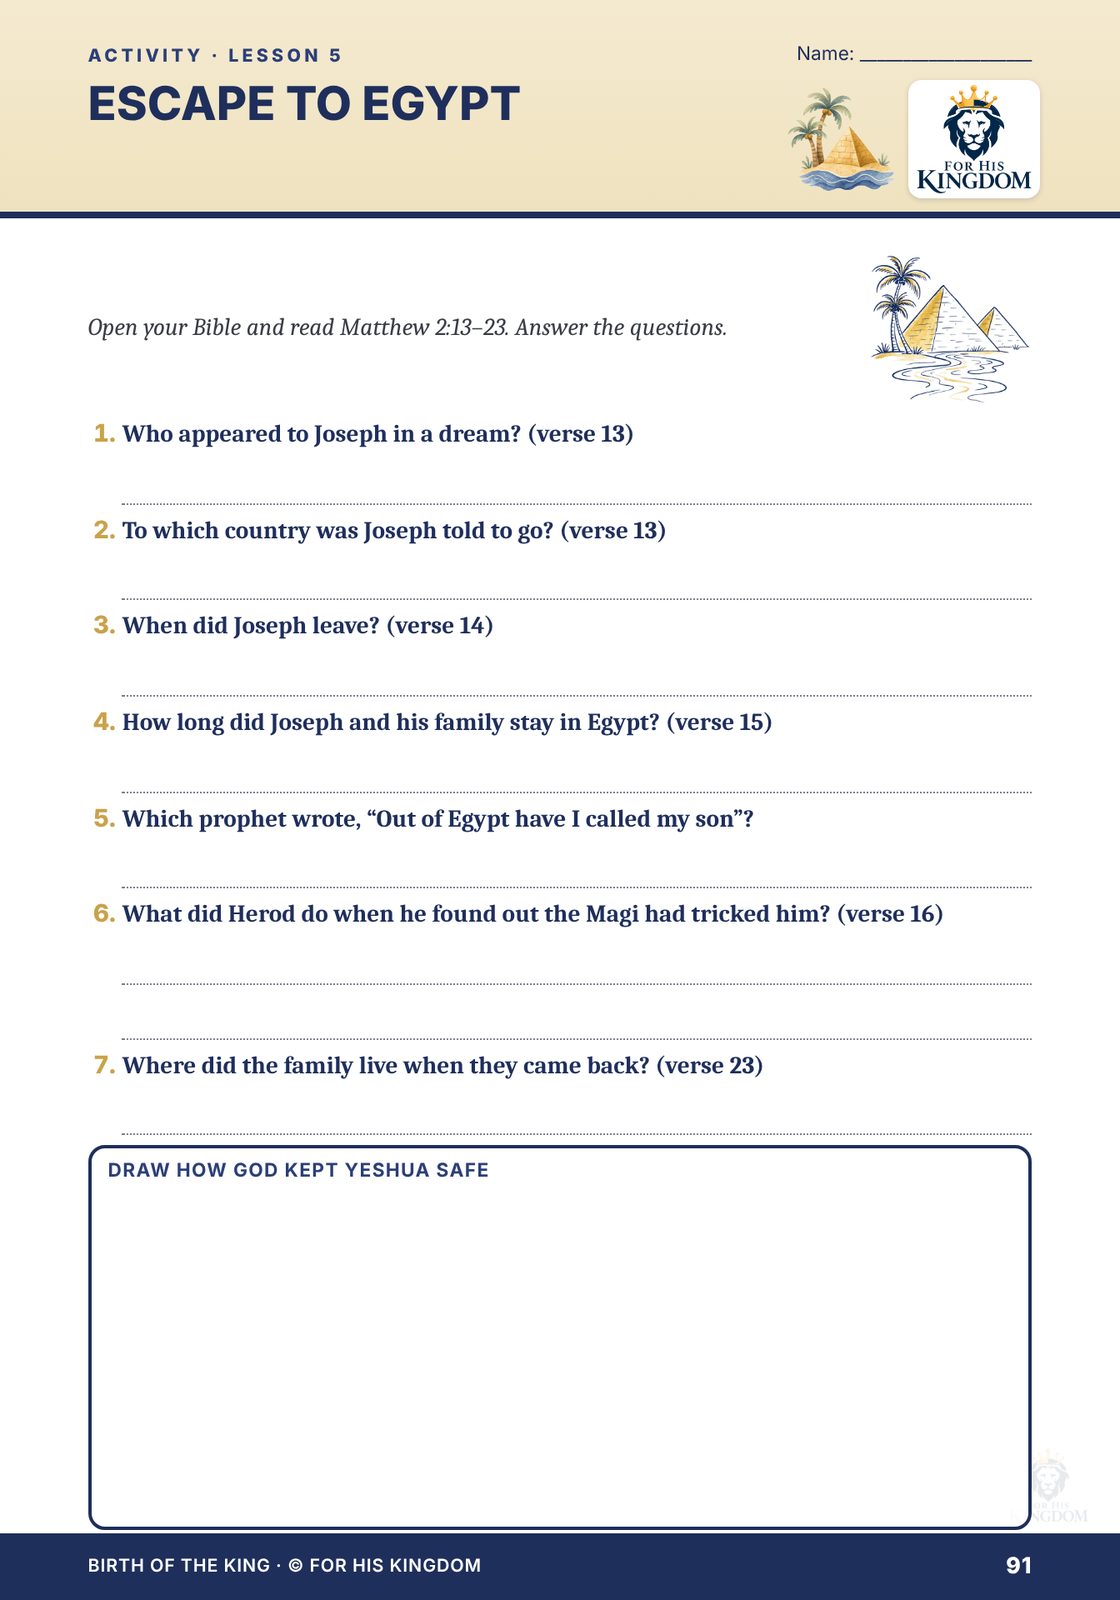 ACTIVITY · LESSON 5
ESCAPE TO EGYPT
Name: ____________________
FOR HIS
KINGDOM
Open your Bible and read Matthew 2:13–23. Answer the questions.
1. Who appeared to Joseph in a dream? (verse 13)
2. To which country was Joseph told to go? (verse 13)
3. When did Joseph leave? (verse 14)
4. How long did Joseph and his family stay in Egypt? (verse 15)
5. Which prophet wrote, “Out of Egypt have I called my son”?
6. What did Herod do when he found out the Magi had tricked him? (verse 16)
7. Where did the family live when they came back? (verse 23)
DRAW HOW GOD KEPT YESHUA SAFE
FOR HIS
KINGDOM
BIRTH OF THE KING · © FOR HIS KINGDOM
91